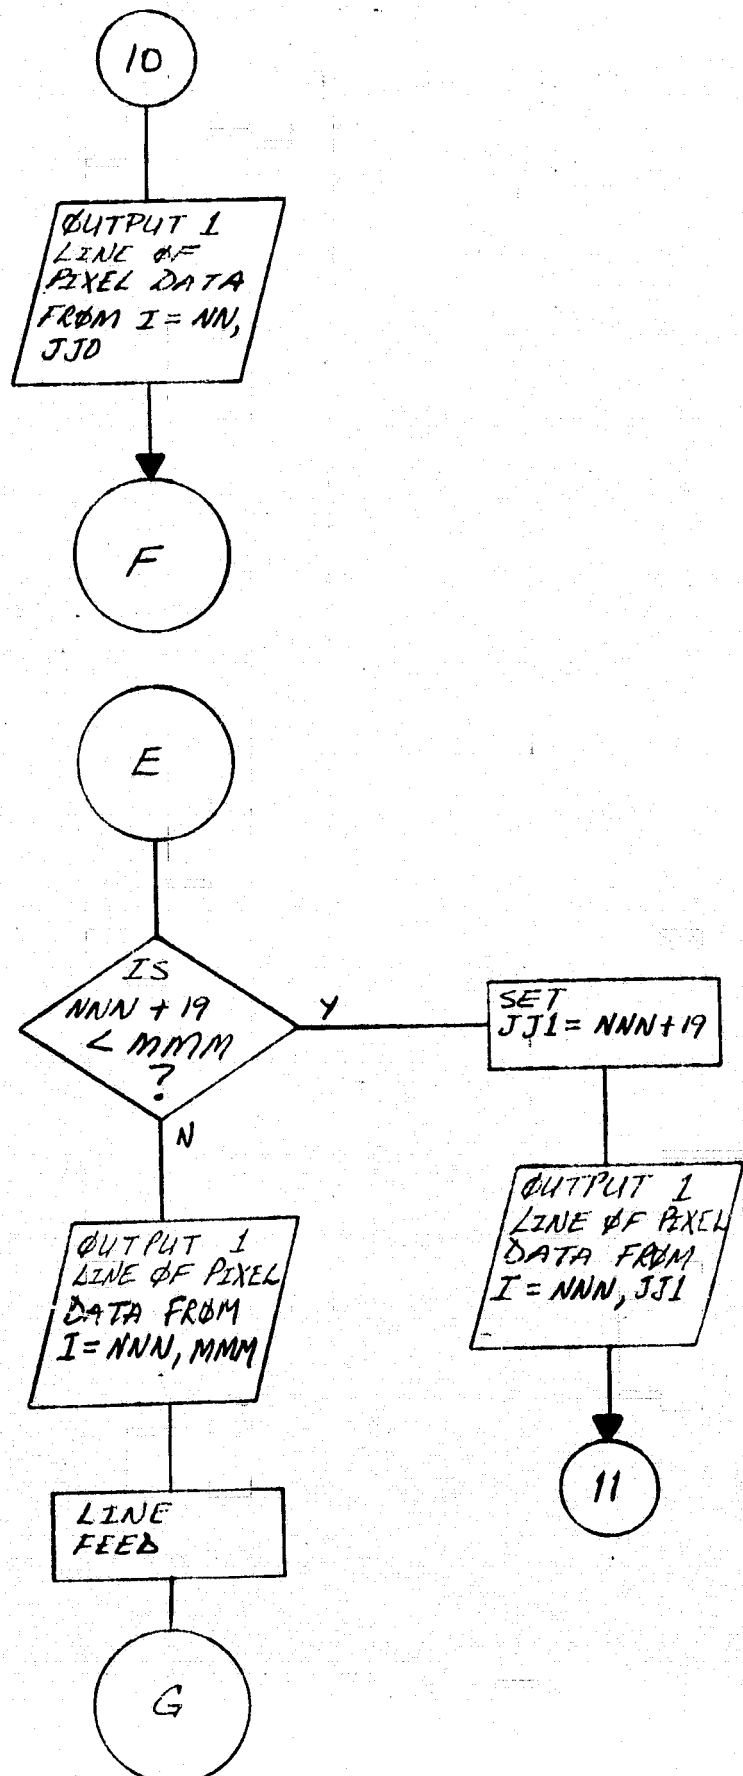 10
ØUTPUT 1
LINE ØF
PIXEL DATA
FRØM I = NN,
JJ0
F
E
IS
NNN + 19
< MMM
?
Y
N
SET
JJ1 = NNN + 19
ØUTPUT 1
LINE ØF PIXEL
DATA FRØM
I = NNN, JJ1
11
ØUTPUT 1
LINE ØF PIXEL
DATA FRØM
I = NNN, MMM
LINE
FEED
G